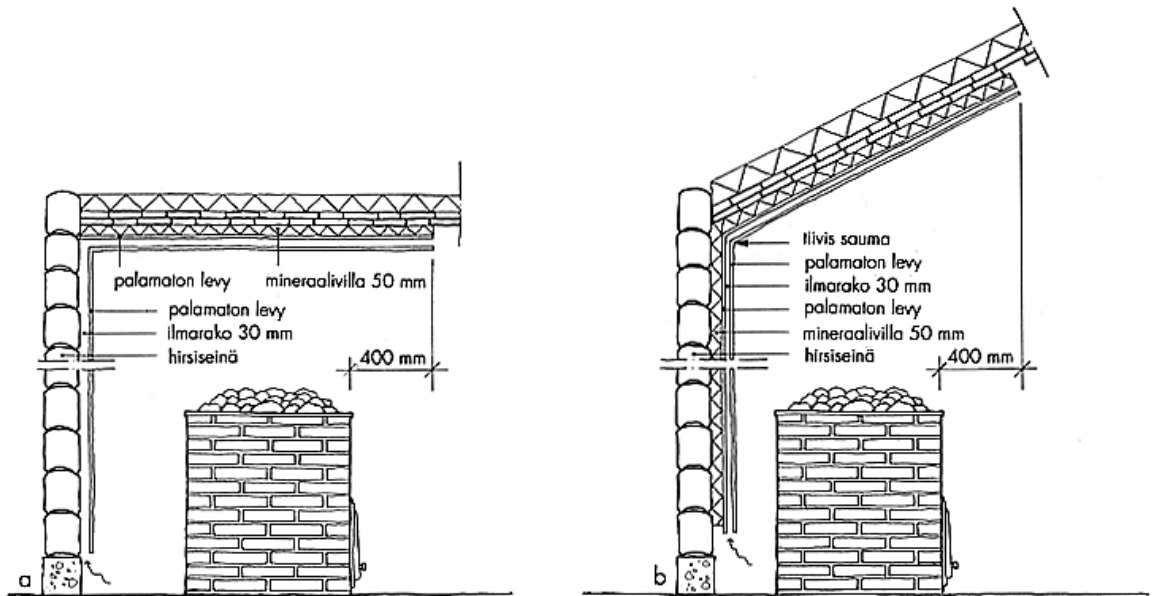 palamaton levy
mineraalivilla 50 mm
palamaton levy
ilmarako 30 mm
hirsiseinä
400 mm
a
tiivis sauma
palamaton levy
ilmarako 30 mm
palamaton levy
mineraalivilla 50 mm
hirsiseinä
400 mm
b